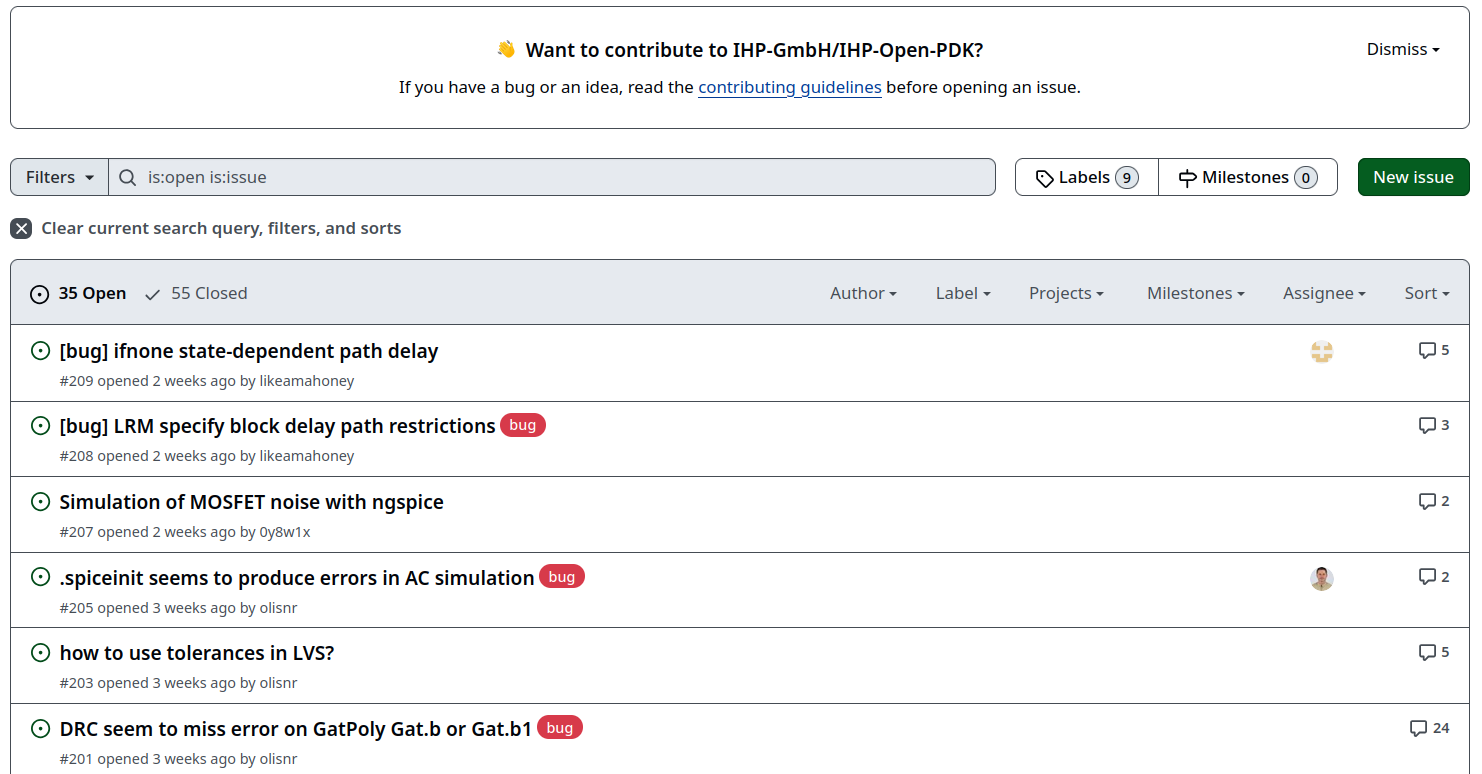 👋 Want to contribute to IHP-GmbH/IHP-Open-PDK?
Dismiss
If you have a bug or an idea, read the contributing guidelines before opening an issue.
Filters is:open is:issue Labels 9 Milestones 0 New issue
Clear current search query, filters, and sorts
35 Open 55 Closed Author Label Projects Milestones Assignee Sort
[bug] ifnone state-dependent path delay 5
#209 opened 2 weeks ago by likeamahoney
[bug] LRM specify block delay path restrictions bug 3
#208 opened 2 weeks ago by likeamahoney
Simulation of MOSFET noise with ngspice 2
#207 opened 2 weeks ago by 0y8w1x
.spiceinit seems to produce errors in AC simulation bug 2
#205 opened 3 weeks ago by olisnr
how to use tolerances in LVS? 5
#203 opened 3 weeks ago by olisnr
DRC seem to miss error on GatPoly Gat.b or Gat.b1 bug 24
#201 opened 3 weeks ago by olisnr